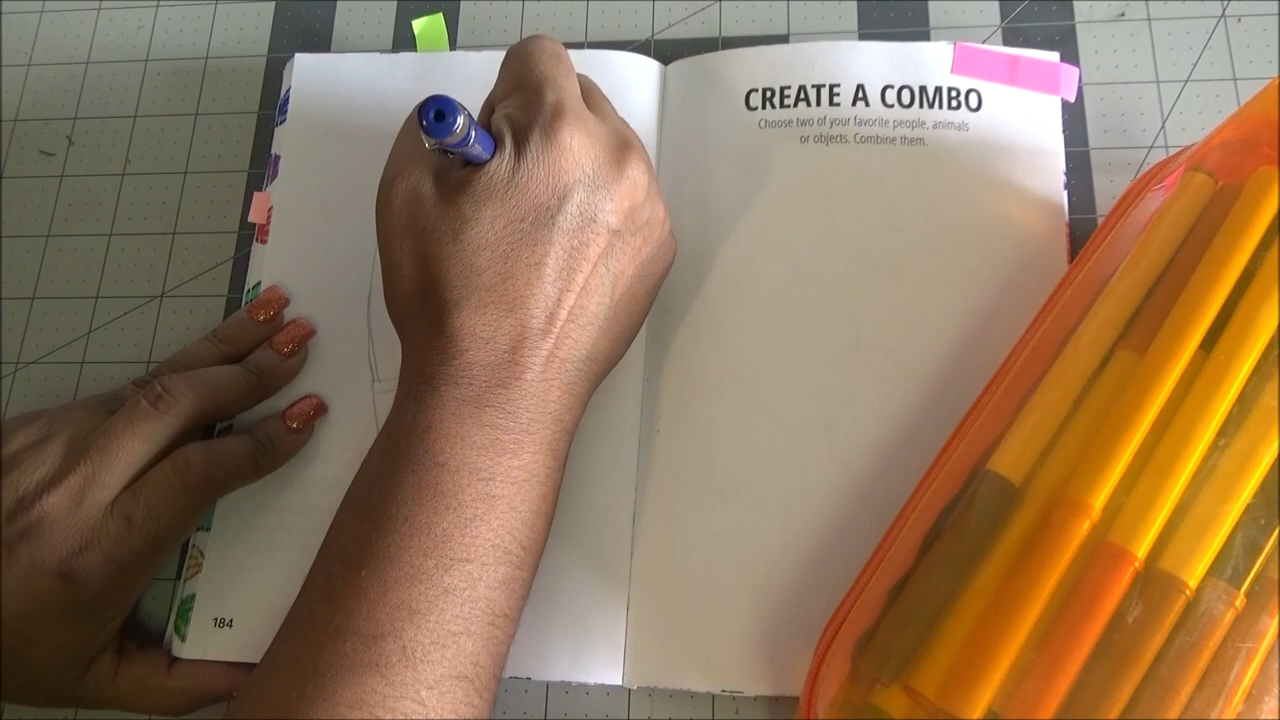 CREATE A COMBO
Choose two of your favorite people, animals
or objects. Combine them.
184